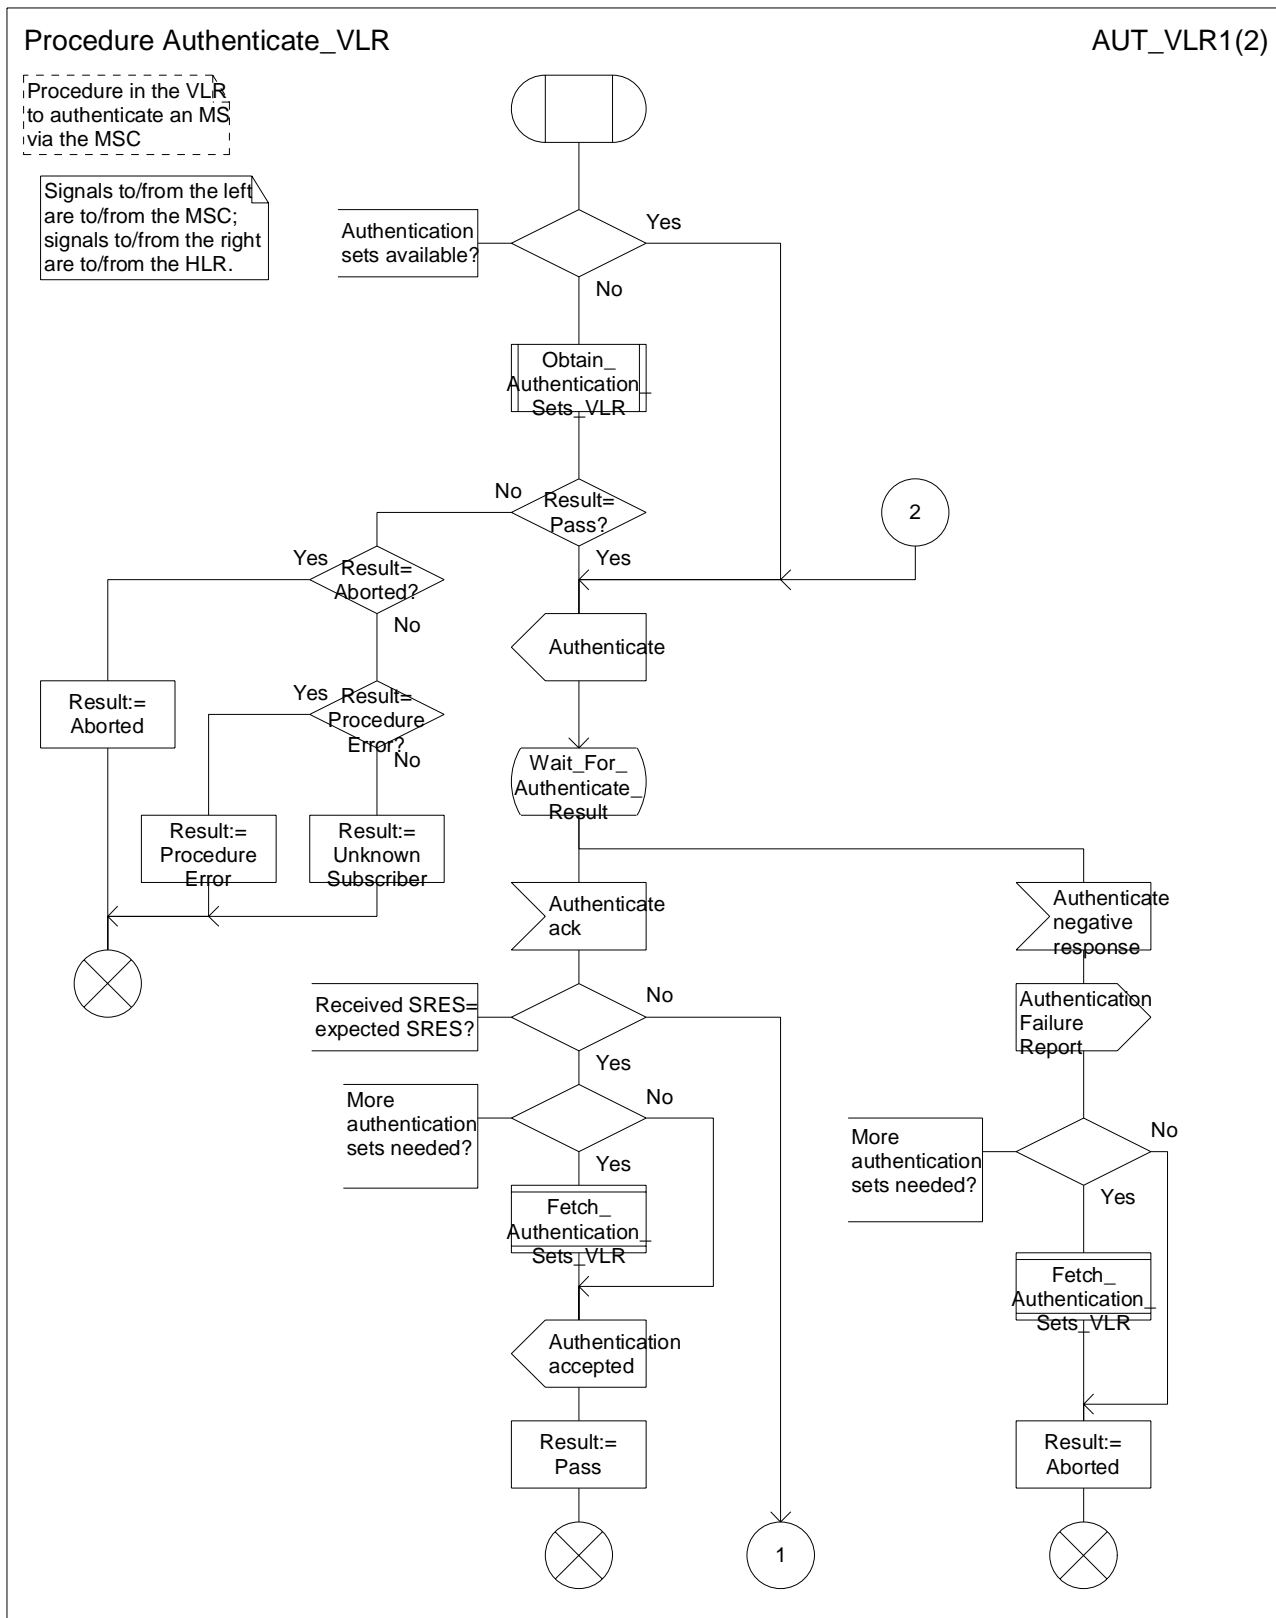 Procedure Authenticate_VLR
AUT_VLR1(2)
Procedure in the VLR
to authenticate an MS
via the MSC
Signals to/from the left
are to/from the MSC;
signals to/from the right
are to/from the HLR.
Authentication
sets available?
Yes
No
Obtain_
Authentication_
Sets_VLR
No
Result=
Pass?
Yes
2
Yes
Result=
Aborted?
No
Authenticate
Result:=
Aborted
Yes
Result=
Procedure
Error?
No
Wait_For_
Authenticate_
Result
Result:=
Procedure
Error
Result:=
Unknown
Subscriber
Authenticate
ack
Authenticate
negative
response
Received SRES=
expected SRES?
No
Yes
Authentication
Failure
Report
More
authentication
sets needed?
No
Yes
More
authentication
sets needed?
No
Yes
Fetch_
Authentication_
Sets_VLR
Fetch_
Authentication_
Sets_VLR
Authentication
accepted
Result:=
Pass
Result:=
Aborted
1